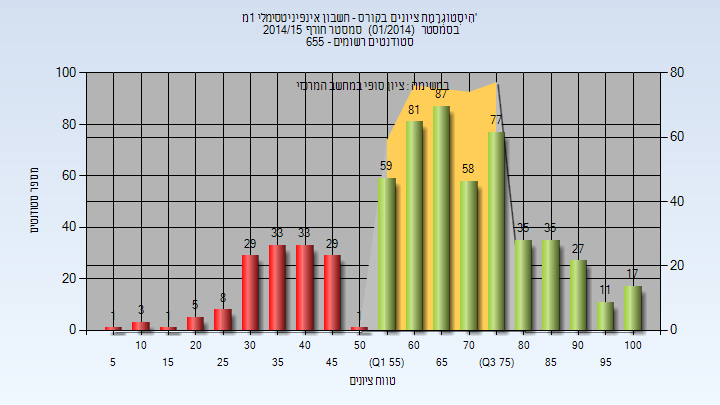 הִיסְטוֹגְרָמַת ציונים בקורס - חשבון אינפיניטסימלי 1מ'
בסמסטר (01/2014) סמסטר חורף 2014/15
סטודנטים רשומים - 655
במשימה : ציון סופי במחשב המרכזי
מספר סטודנטים
100 80 60 40 20 0
80 60 40 20 0
1 3 1 5 8 29 33 33 29 1 59 81 87 58 77 35 35 27 11 17
10 20 30 40 50 60 70 80 90 100
5 15 25 35 45 (Q1 55) 65 (Q3 75) 85 95
טווח ציונים